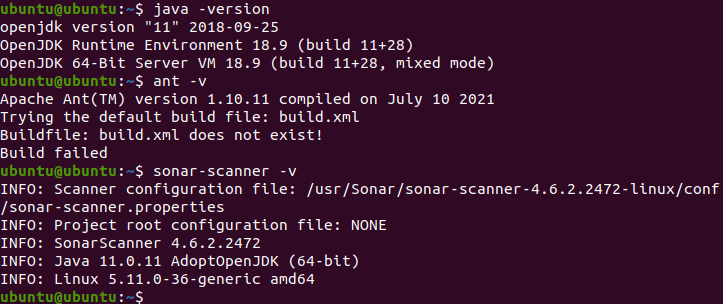 ubuntu@ubuntu:~$ java -version
openjdk version "11" 2018-09-25
OpenJDK Runtime Environment 18.9 (build 11+28)
OpenJDK 64-Bit Server VM 18.9 (build 11+28, mixed mode)
ubuntu@ubuntu:~$ ant -v
Apache Ant(TM) version 1.10.11 compiled on July 10 2021
Trying the default build file: build.xml
Buildfile: build.xml does not exist!
Build failed
ubuntu@ubuntu:~$ sonar-scanner -v
INFO: Scanner configuration file: /usr/Sonar/sonar-scanner-4.6.2.2472-linux/conf
/sonar-scanner.properties
INFO: Project root configuration file: NONE
INFO: SonarScanner 4.6.2.2472
INFO: Java 11.0.11 AdoptOpenJDK (64-bit)
INFO: Linux 5.11.0-36-generic amd64
ubuntu@ubuntu:~$